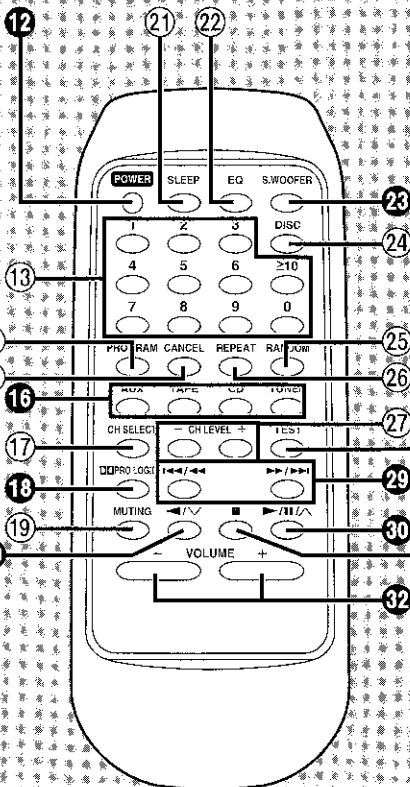 12 21 22
POWER SLEEP EQ S.WOOFER
23
1 2 3 DISC
24
4 5 6 ≥10
13
7 8 9 0
25
PROGRAM CANCEL REPEAT RANDOM
26
16
AUX TAPE CD TUNER
27
CH SELECT − CH LEVEL + TEST
17
PRO LOGIC I◀◀/◀◀ ▶▶/▶▶I
18 29
MUTING ◀/∨ ■ ▶/II/∧
19 30
− VOLUME +
32